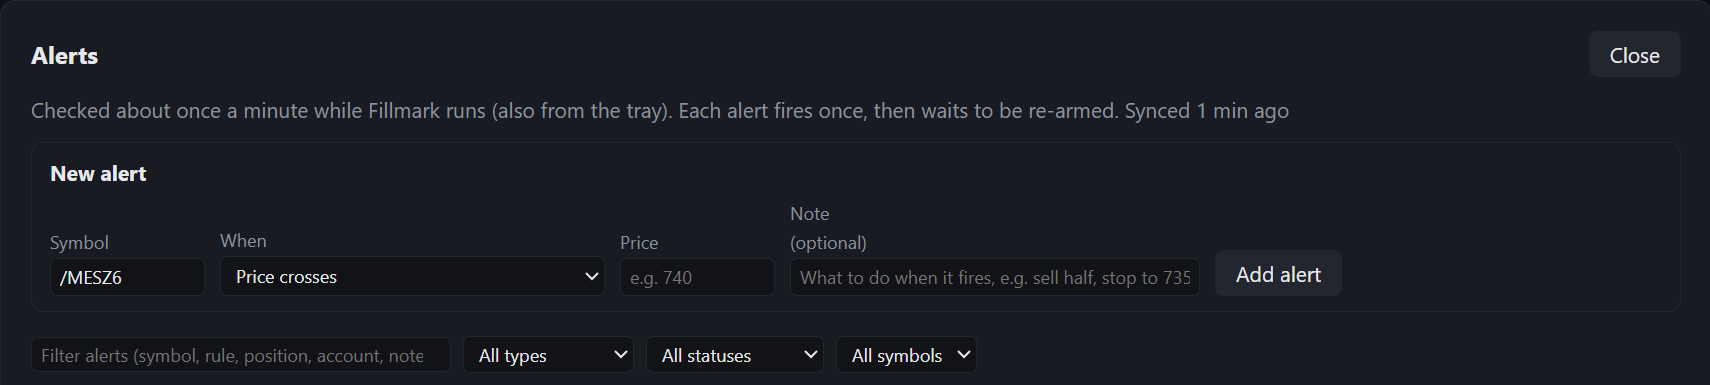 Alerts
Close
Checked about once a minute while Fillmark runs (also from the tray). Each alert fires once, then waits to be re-armed. Synced 1 min ago
New alert
Symbol
When
Price
Note
(optional)
/MESZ6
Price crosses
e.g. 740
What to do when it fires, e.g. sell half, stop to 735
Add alert
Filter alerts (symbol, rule, position, account, note
All types
All statuses
All symbols